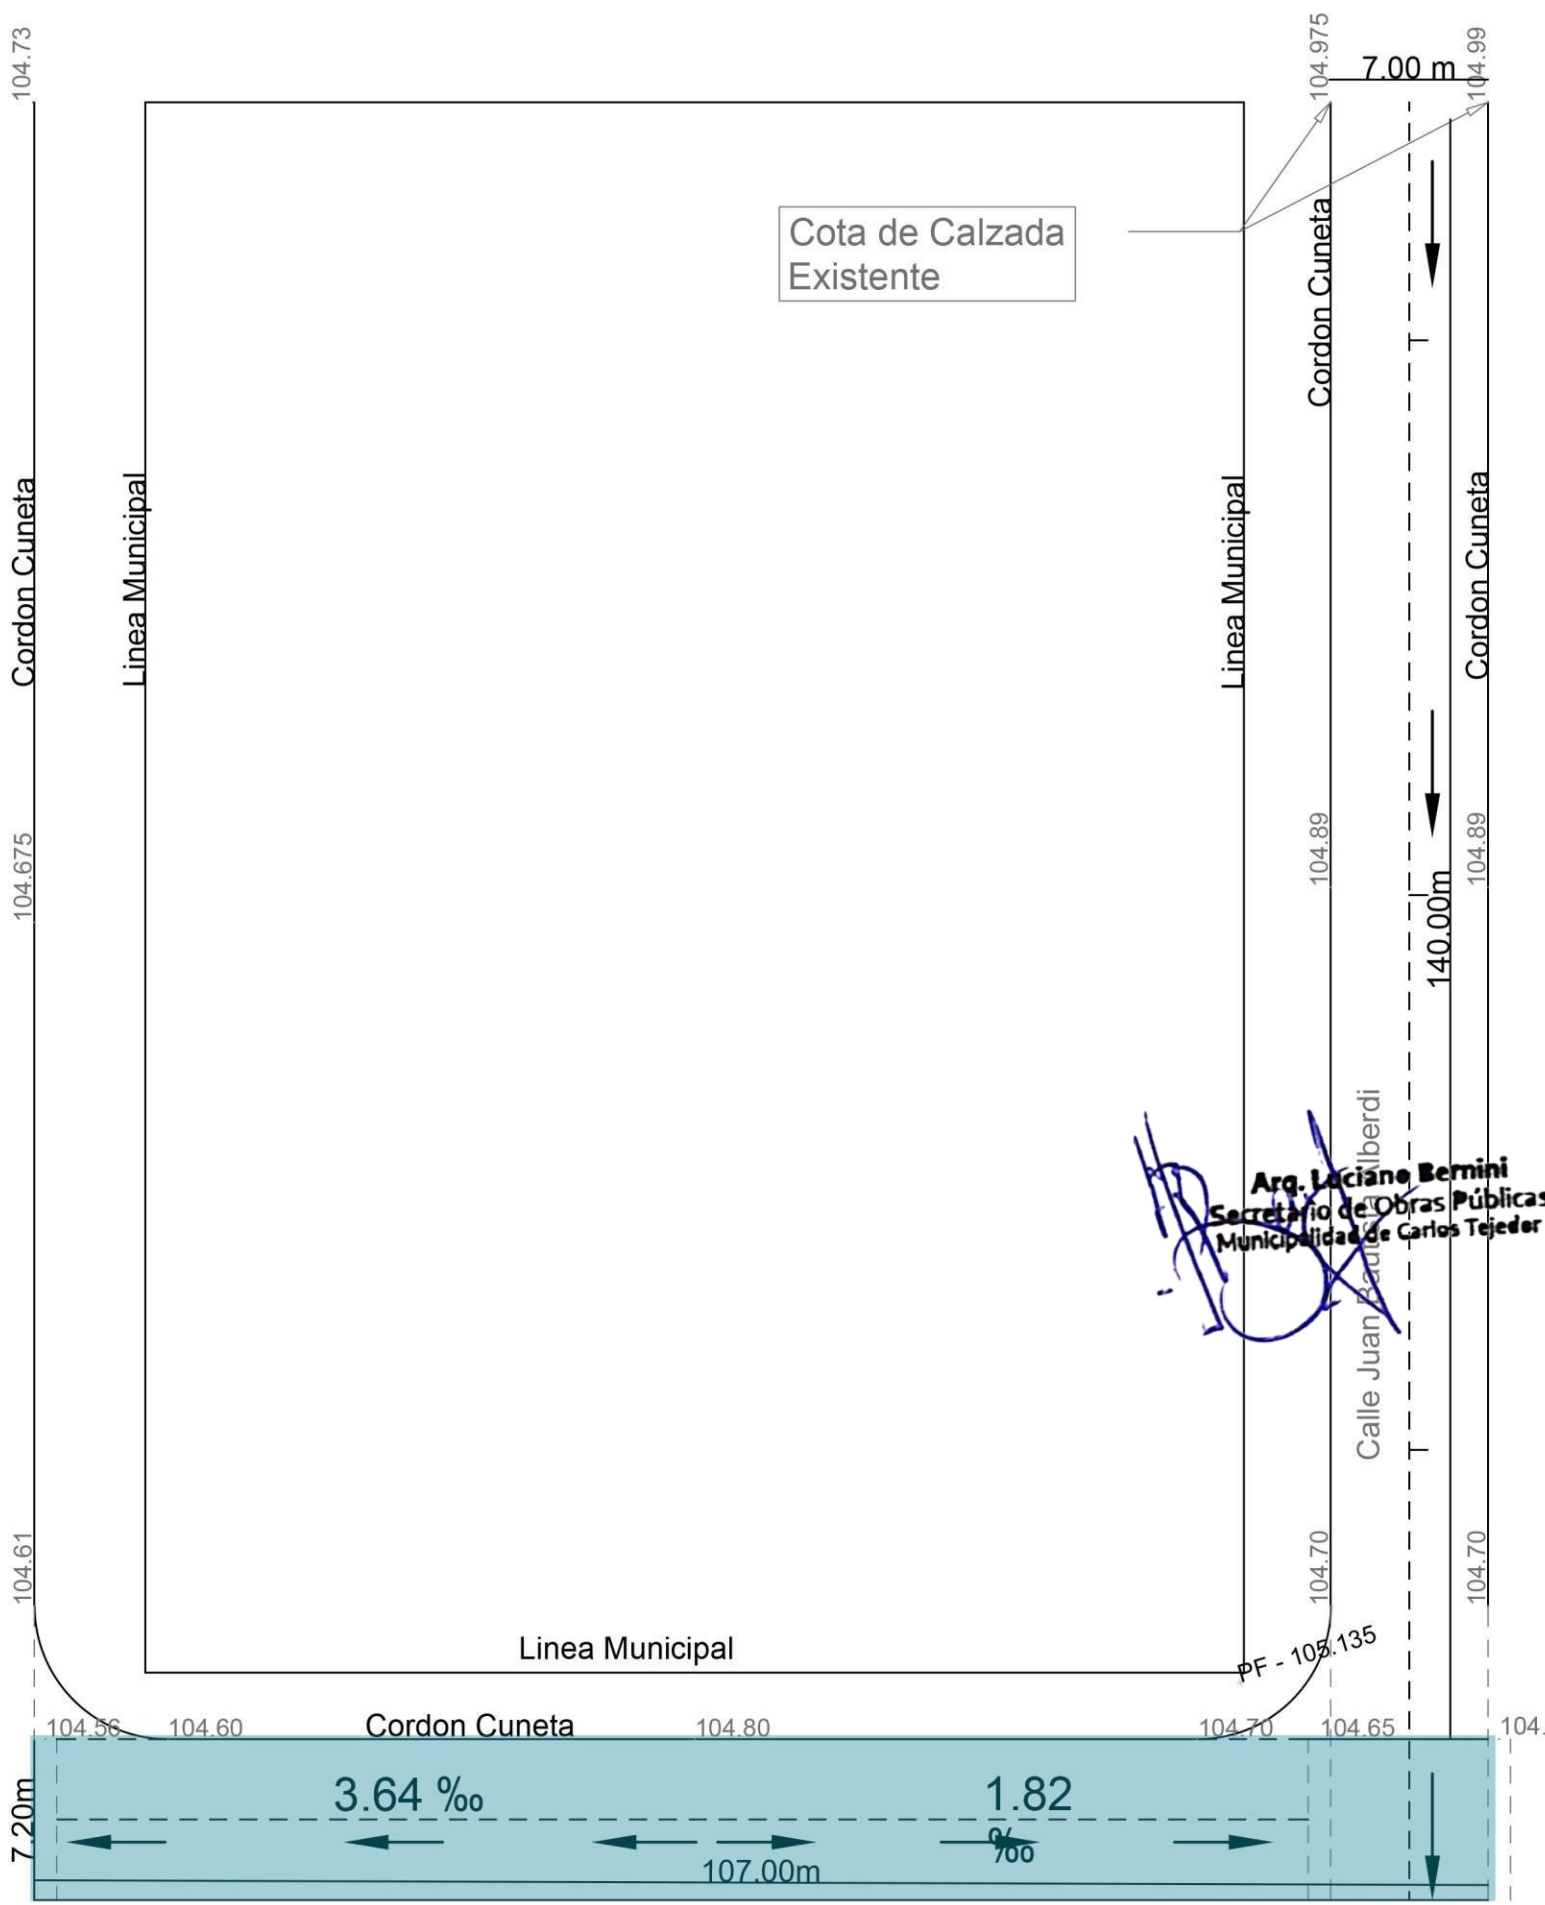 104.73
104.975
7.00 m
104.99
Cota de Calzada
Existente
Cordon Cuneta
Cordon Cuneta
Linea Municipal
Linea Municipal
Cordon Cuneta
104.675
104.89
104.89
140.00m
Calle Juan Bautista Alberdi
Arq. Luciano Bernini
Secretario de Obras Públicas
Municipalidad de Carlos Tejedor
104.61
104.70
104.70
Linea Municipal
PF - 105.135
104.56
104.60
Cordon Cuneta
104.80
104.70
104.65
104.
7.20m
3.64 ‰
1.82
‰
107.00m